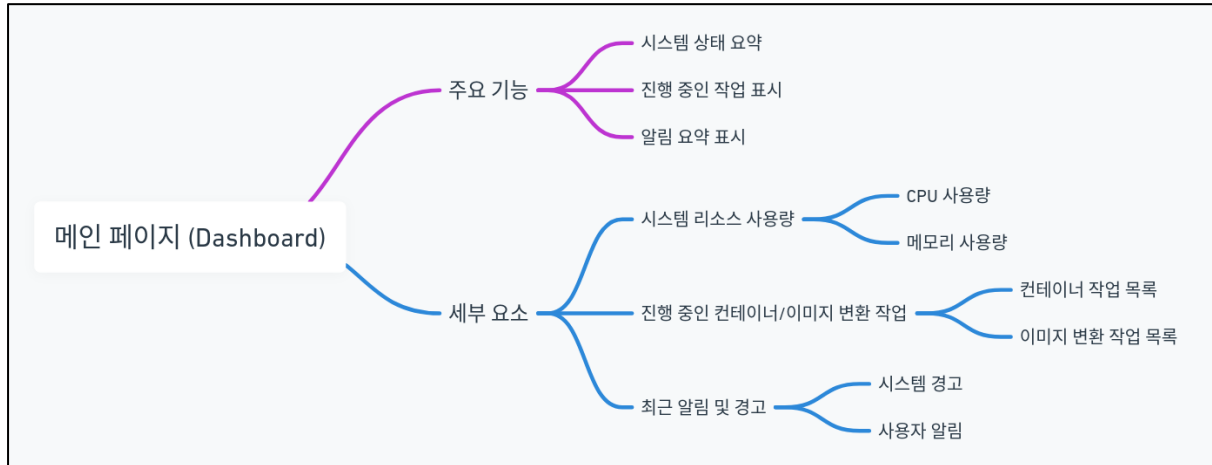 메인 페이지 (Dashboard)
주요 기능
시스템 상태 요약
진행 중인 작업 표시
알림 요약 표시
세부 요소
시스템 리소스 사용량
CPU 사용량
메모리 사용량
진행 중인 컨테이너/이미지 변환 작업
컨테이너 작업 목록
이미지 변환 작업 목록
최근 알림 및 경고
시스템 경고
사용자 알림